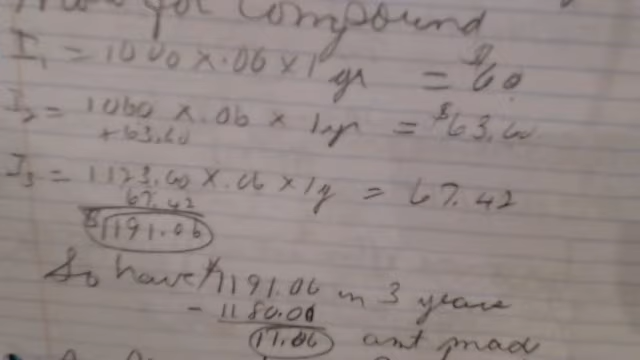 for Compound
I1 = 1000 x .06 x 1 yr = $60.
I2 = 1060 x .06 x 1 yr = $63.60
+63.60
I3 = 1123.60 x .06 x 1 y = 67.42
67.42
$1191.06
So have $1191.06 in 3 years
- 1180.00
11.06 amt mad